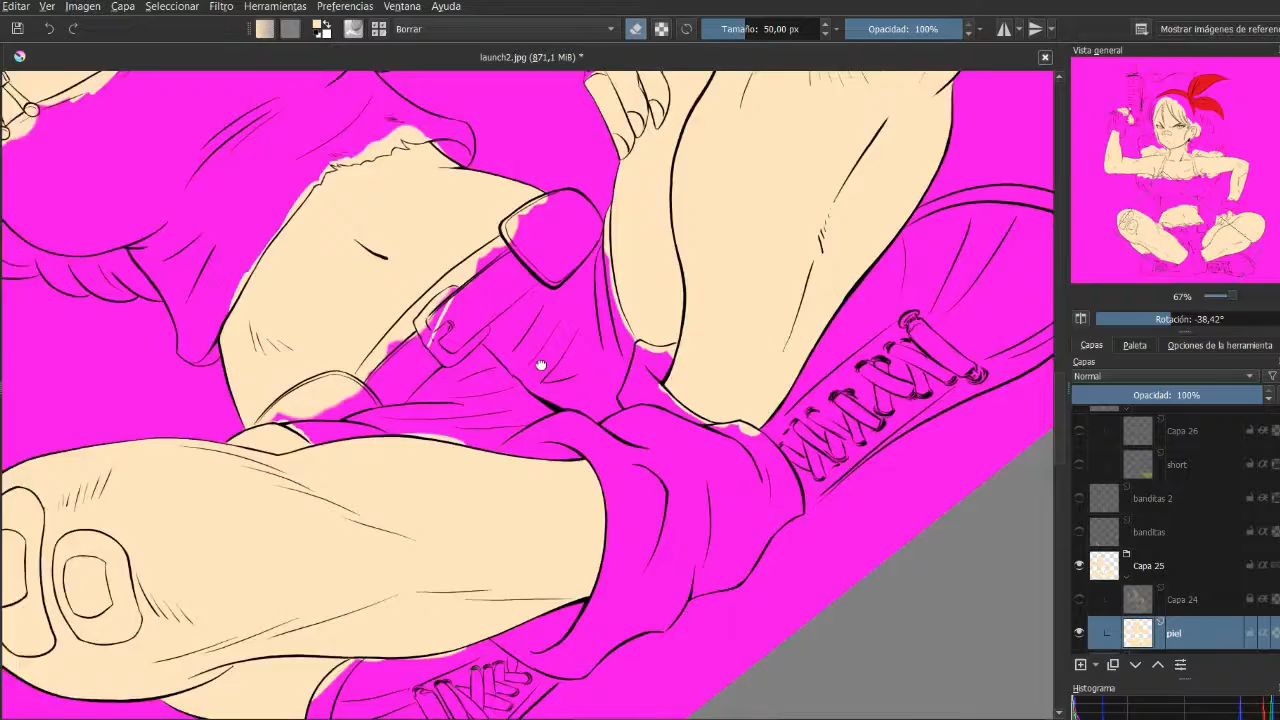 Editar Ver Imagen Capa Seleccionar Filtro Herramientas Preferencias Ventana Ayuda
Borrar Tamaño: 50,00 px Opacidad: 100% Mostrar imágenes de referen
launch2.jpg (871,1 MiB) *
Vista general
67%
Rotación: -38,42°
Capas Paleta Opciones de la herramienta
Capas
Normal
Opacidad: 100%
Capa 26
short
banditas 2
banditas
Capa 25
Capa 24
piel
Histograma